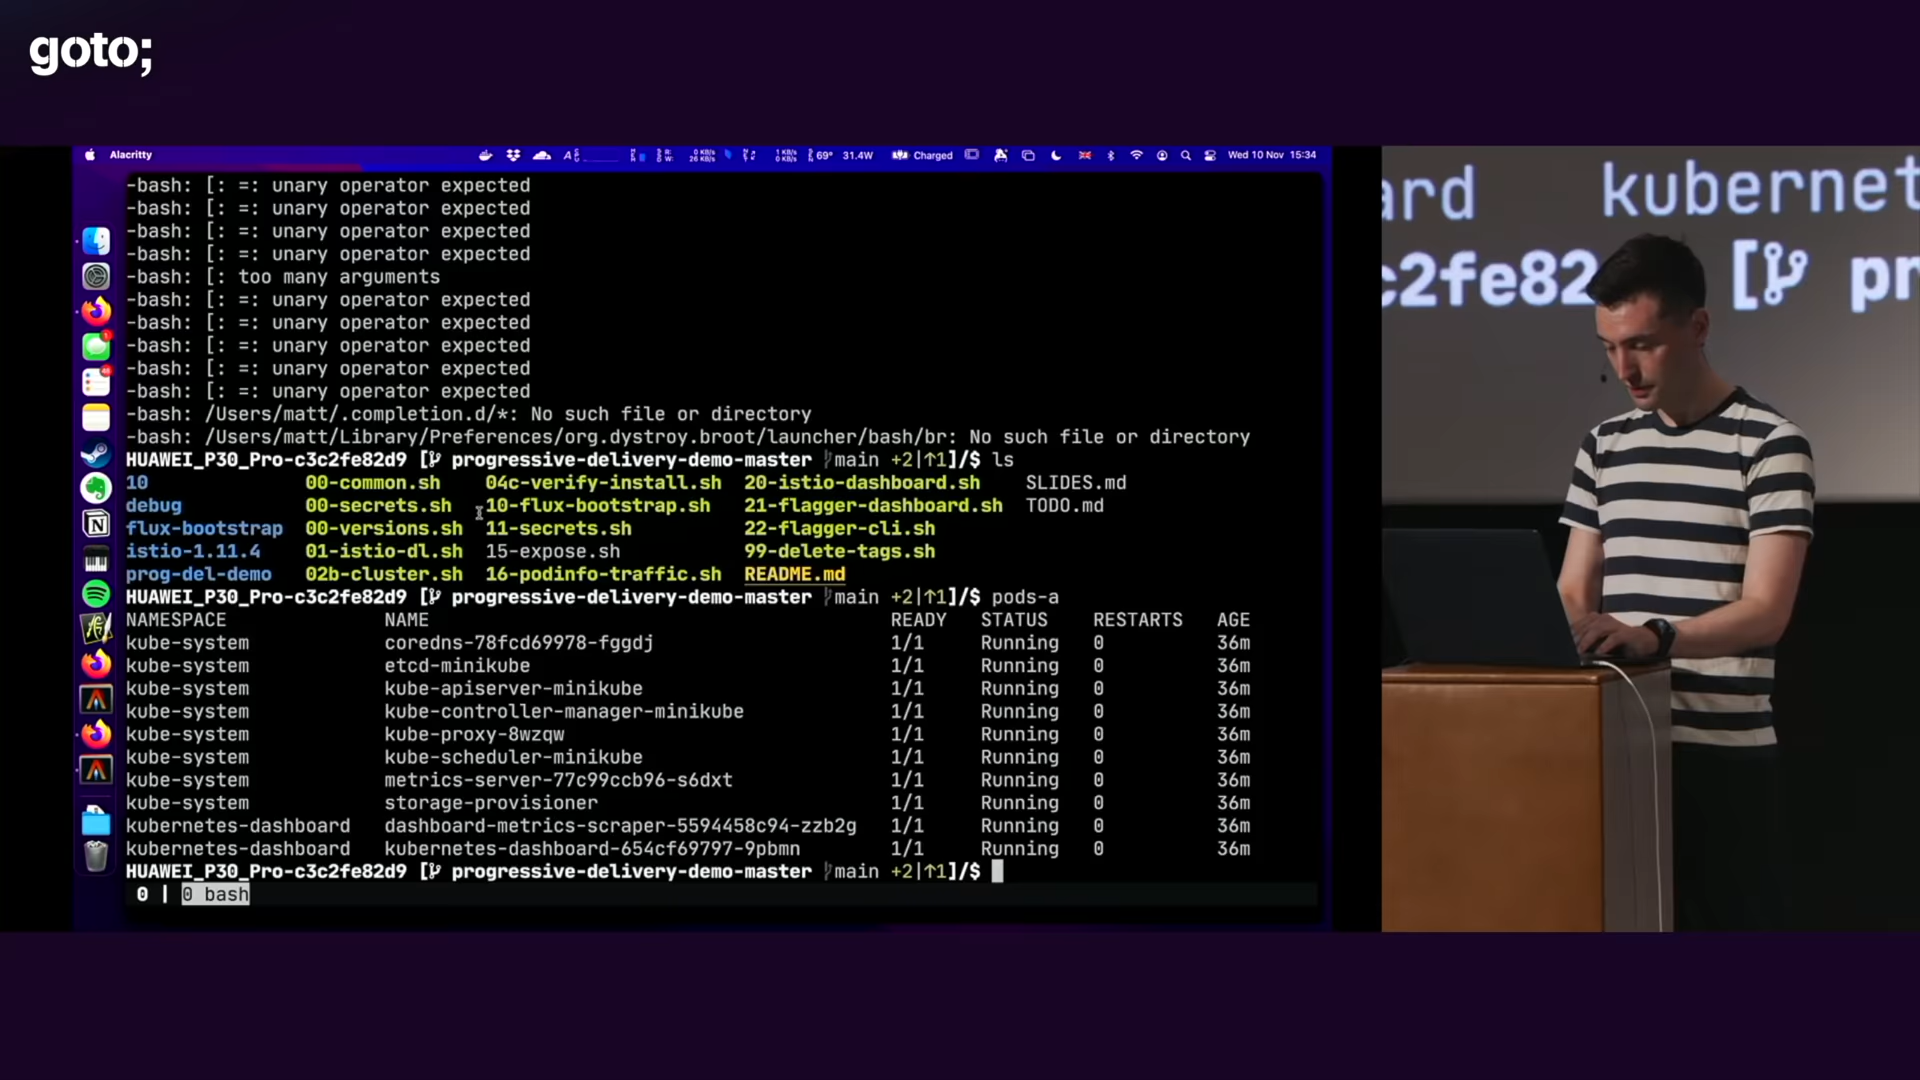 goto;
Alacritty
0 KB/s
26 KB/s
1 KB/s
0 KB/s
69° 31.4W Charged Wed 10 Nov 15:34
-bash: [: =: unary operator expected
-bash: [: =: unary operator expected
-bash: [: =: unary operator expected
-bash: [: =: unary operator expected
-bash: [: too many arguments
-bash: [: =: unary operator expected
-bash: [: =: unary operator expected
-bash: [: =: unary operator expected
-bash: [: =: unary operator expected
-bash: [: =: unary operator expected
-bash: /Users/matt/.completion.d/*: No such file or directory
-bash: /Users/matt/Library/Preferences/org.dystroy.broot/launcher/bash/br: No such file or directory
HUAWEI_P30_Pro-c3c2fe82d9 [ progressive-delivery-demo-master main +2|↑1]/$ ls
10 00-common.sh 04c-verify-install.sh 20-istio-dashboard.sh SLIDES.md
debug 00-secrets.sh 10-flux-bootstrap.sh 21-flagger-dashboard.sh TODO.md
flux-bootstrap 00-versions.sh 11-secrets.sh 22-flagger-cli.sh
istio-1.11.4 01-istio-dl.sh 15-expose.sh 99-delete-tags.sh
prog-del-demo 02b-cluster.sh 16-podinfo-traffic.sh README.md
HUAWEI_P30_Pro-c3c2fe82d9 [ progressive-delivery-demo-master main +2|↑1]/$ pods-a
NAMESPACE NAME READY STATUS RESTARTS AGE
kube-system coredns-78fcd69978-fggdj 1/1 Running 0 36m
kube-system etcd-minikube 1/1 Running 0 36m
kube-system kube-apiserver-minikube 1/1 Running 0 36m
kube-system kube-controller-manager-minikube 1/1 Running 0 36m
kube-system kube-proxy-8wzqw 1/1 Running 0 36m
kube-system kube-scheduler-minikube 1/1 Running 0 36m
kube-system metrics-server-77c99ccb96-s6dxt 1/1 Running 0 36m
kube-system storage-provisioner 1/1 Running 0 36m
kubernetes-dashboard dashboard-metrics-scraper-5594458c94-zzb2g 1/1 Running 0 36m
kubernetes-dashboard kubernetes-dashboard-654cf69797-9pbmn 1/1 Running 0 36m
HUAWEI_P30_Pro-c3c2fe82d9 [ progressive-delivery-demo-master main +2|↑1]/$
0 | 0 bash
ard kubernet
c2fe82 [ pr